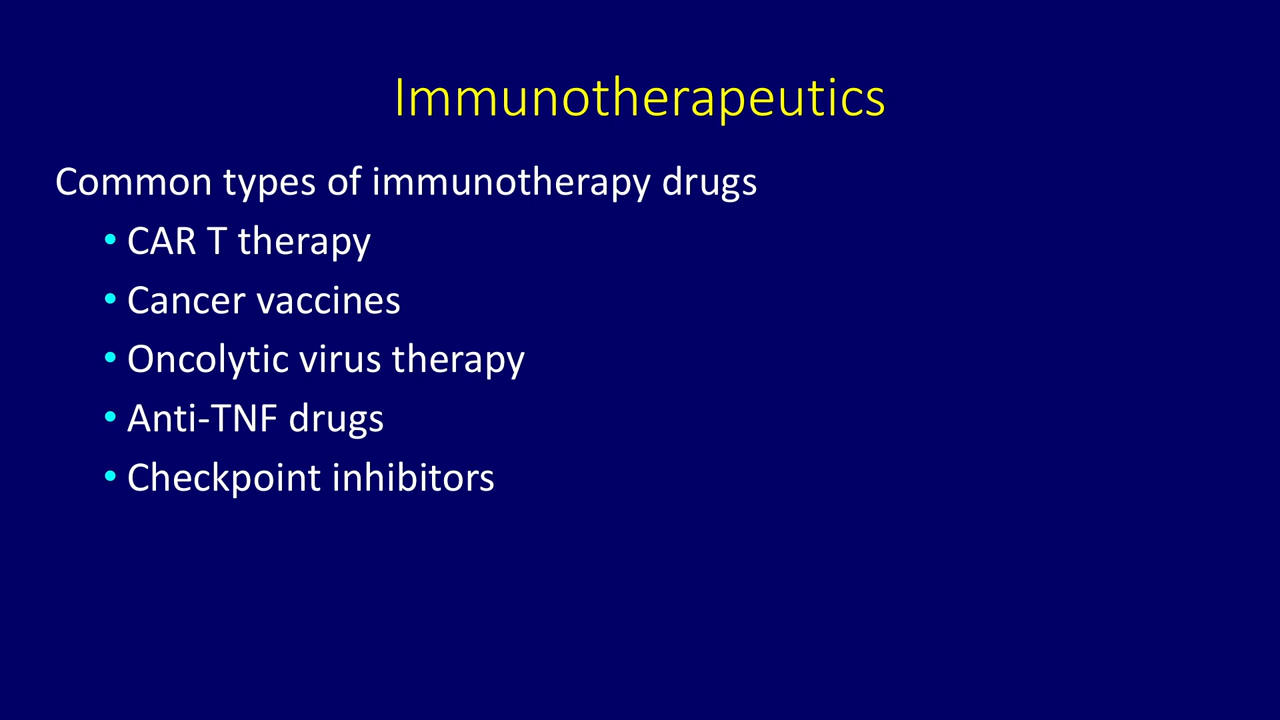 Immunotherapeutics
Common types of immunotherapy drugs
• CAR T therapy
• Cancer vaccines
• Oncolytic virus therapy
• Anti-TNF drugs
• Checkpoint inhibitors